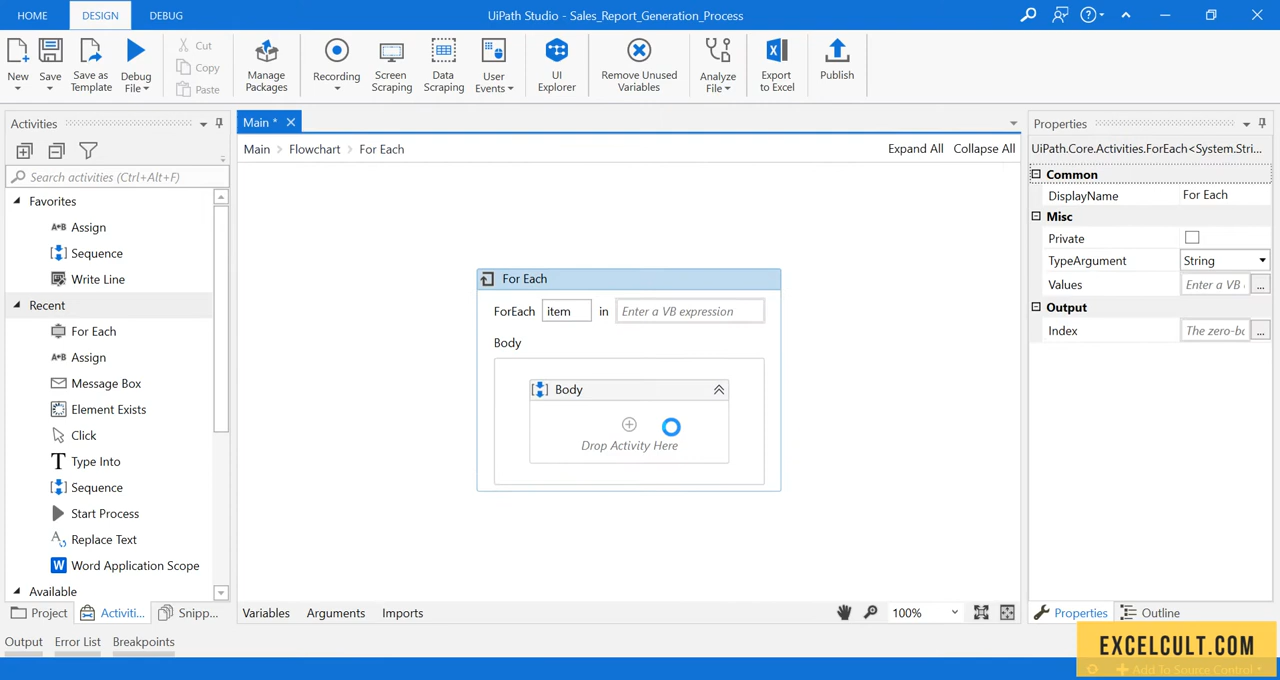 HOME
DESIGN
DEBUG
UiPath Studio - Sales_Report_Generation_Process
New
Save
Save as Template
Debug File
Cut
Copy
Paste
Manage Packages
Recording
Screen Scraping
Data Scraping
User Events
UI Explorer
Remove Unused Variables
Analyze File
Export to Excel
Publish
Activities
Search activities (Ctrl+Alt+F)
Favorites
A*B Assign
Sequence
Write Line
Recent
For Each
A*B Assign
Message Box
Element Exists
Click
Type Into
Sequence
Start Process
Replace Text
Word Application Scope
Available
Project
Activiti...
Snipp...
Main *
Main > Flowchart > For Each
Expand All
Collapse All
For Each
ForEach item in Enter a VB expression
Body
Body
Drop Activity Here
Variables
Arguments
Imports
100%
Properties
UiPath.Core.Activities.ForEach<System.Stri...
Common
DisplayName For Each
Misc
Private
TypeArgument String
Values Enter a VB ...
Output
Index The zero-ba ...
Properties
Outline
Output
Error List
Breakpoints
EXCELCULT.COM
Add to Source Control